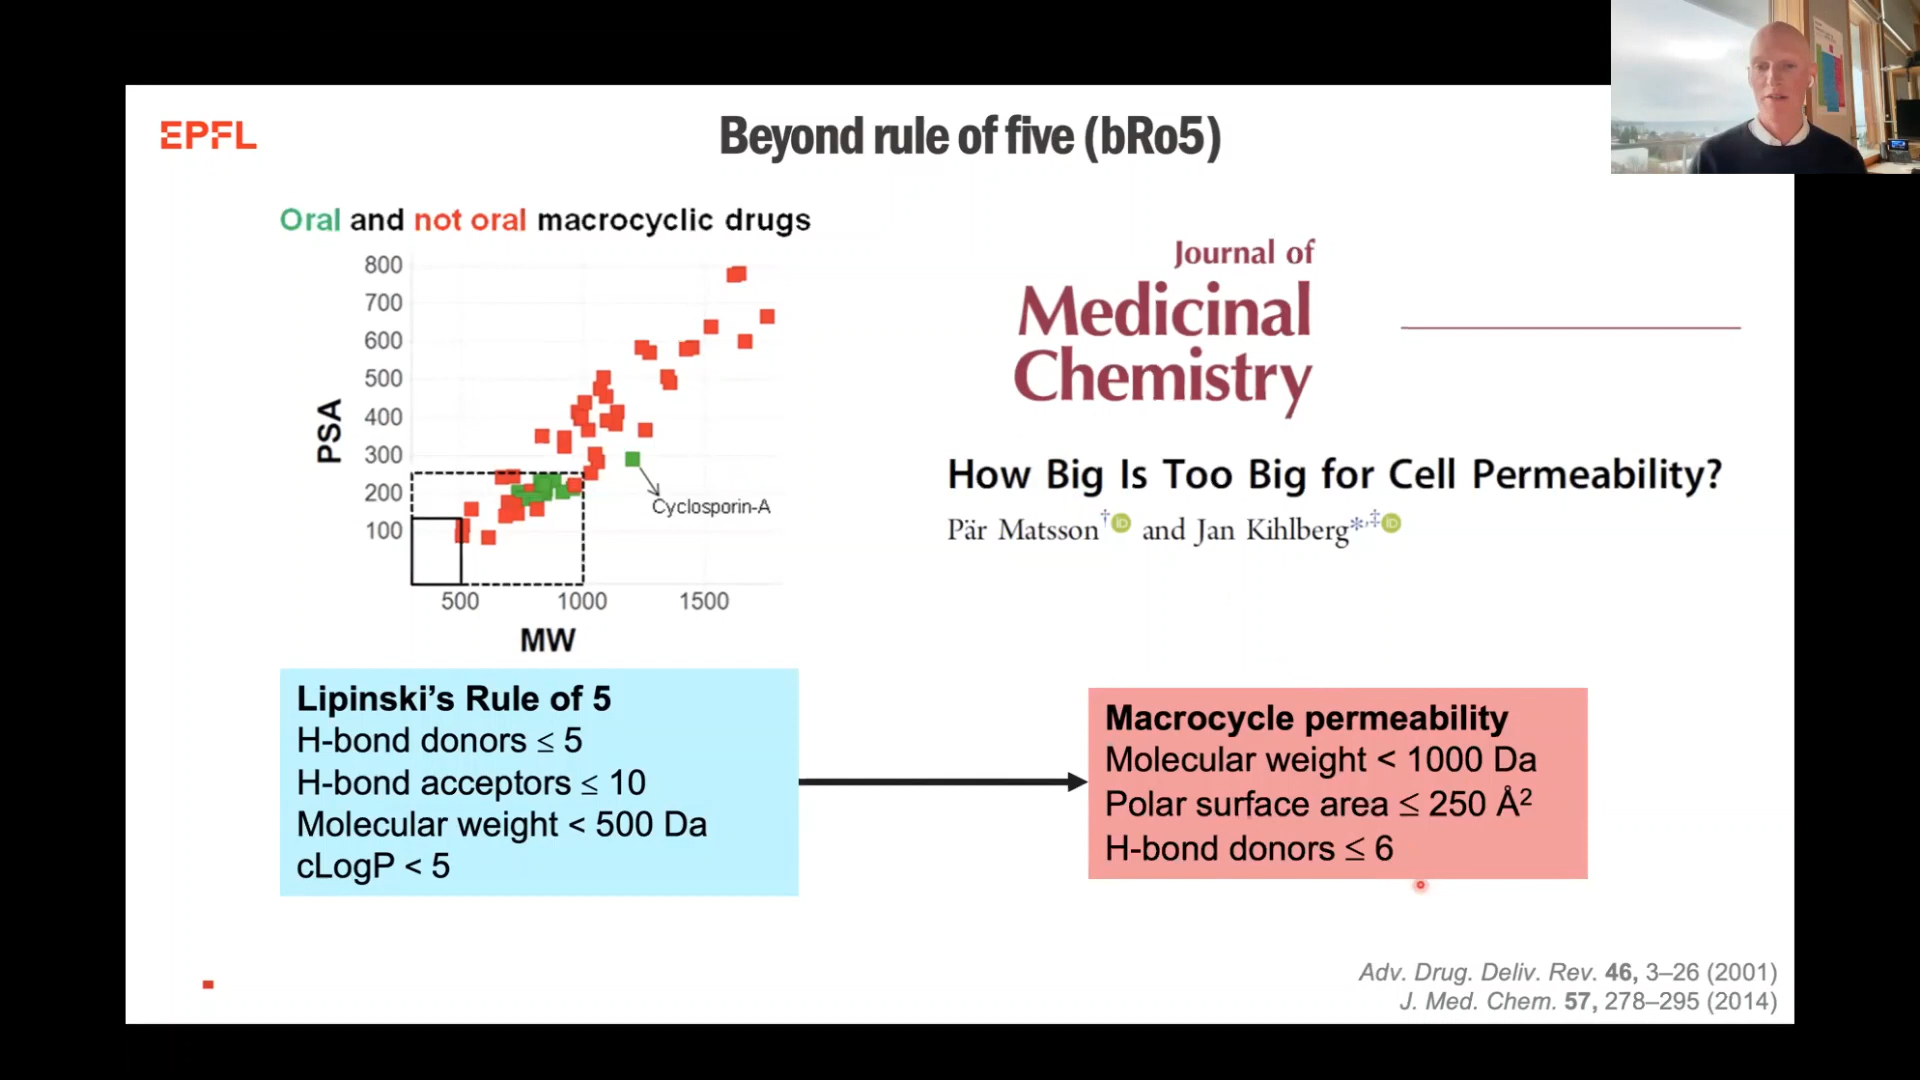 EPFL
Beyond rule of five (bRo5)
Oral and not oral macrocyclic drugs
800
700
600
500
400
300
200
100
PSA
Cyclosporin-A
500 1000 1500
MW
Journal of
Medicinal
Chemistry
How Big Is Too Big for Cell Permeability?
Pär Matsson† iD and Jan Kihlberg*,‡ iD
Lipinski’s Rule of 5
H-bond donors ≤ 5
H-bond acceptors ≤ 10
Molecular weight < 500 Da
cLogP < 5
Macrocycle permeability
Molecular weight < 1000 Da
Polar surface area ≤ 250 Å²
H-bond donors ≤ 6
Adv. Drug. Deliv. Rev. 46, 3–26 (2001)
J. Med. Chem. 57, 278–295 (2014)